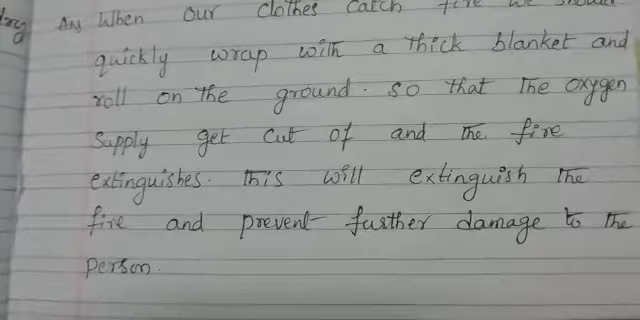 Ans When our clothes catch fire we should
quickly wrap with a thick blanket and
roll on the ground. so that the oxygen
supply get cut of and the fire
extinguishes. this will extinguish the
fire and prevent further damage to the
person.